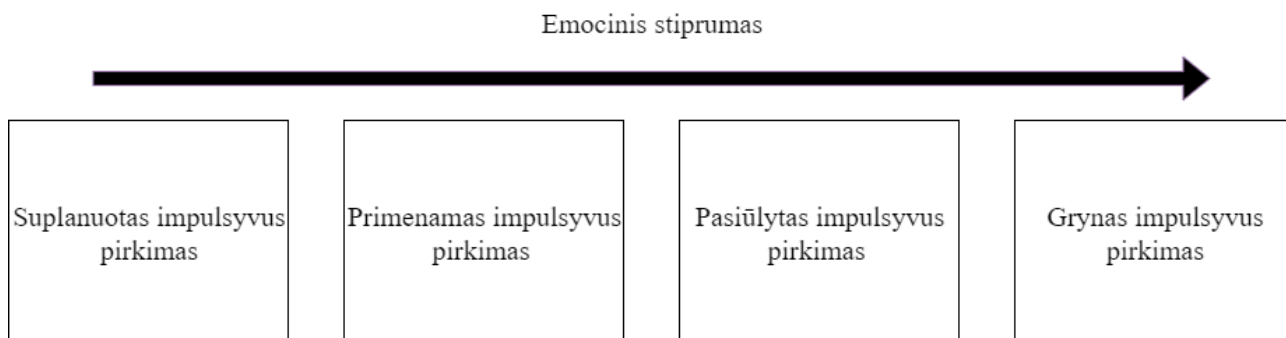 Emocinis stiprumas
Suplanuotas impulsyvus
pirkimas
Primenamas impulsyvus
pirkimas
Pasiūlytas impulsyvus
pirkimas
Grynas impulsyvus
pirkimas